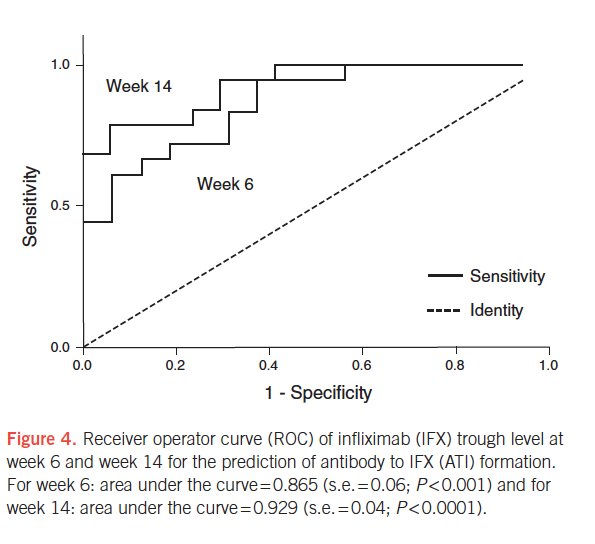 1.0
Week 14
Week 6
Sensitivity
0.5
Sensitivity
Identity
0.0
0.0 0.2 0.4 0.6 0.8 1.0
1 - Specificity
Figure 4. Receiver operator curve (ROC) of infliximab (IFX) trough level at
week 6 and week 14 for the prediction of antibody to IFX (ATI) formation.
For week 6: area under the curve=0.865 (s.e.=0.06; P<0.001) and for
week 14: area under the curve=0.929 (s.e.=0.04; P<0.0001).